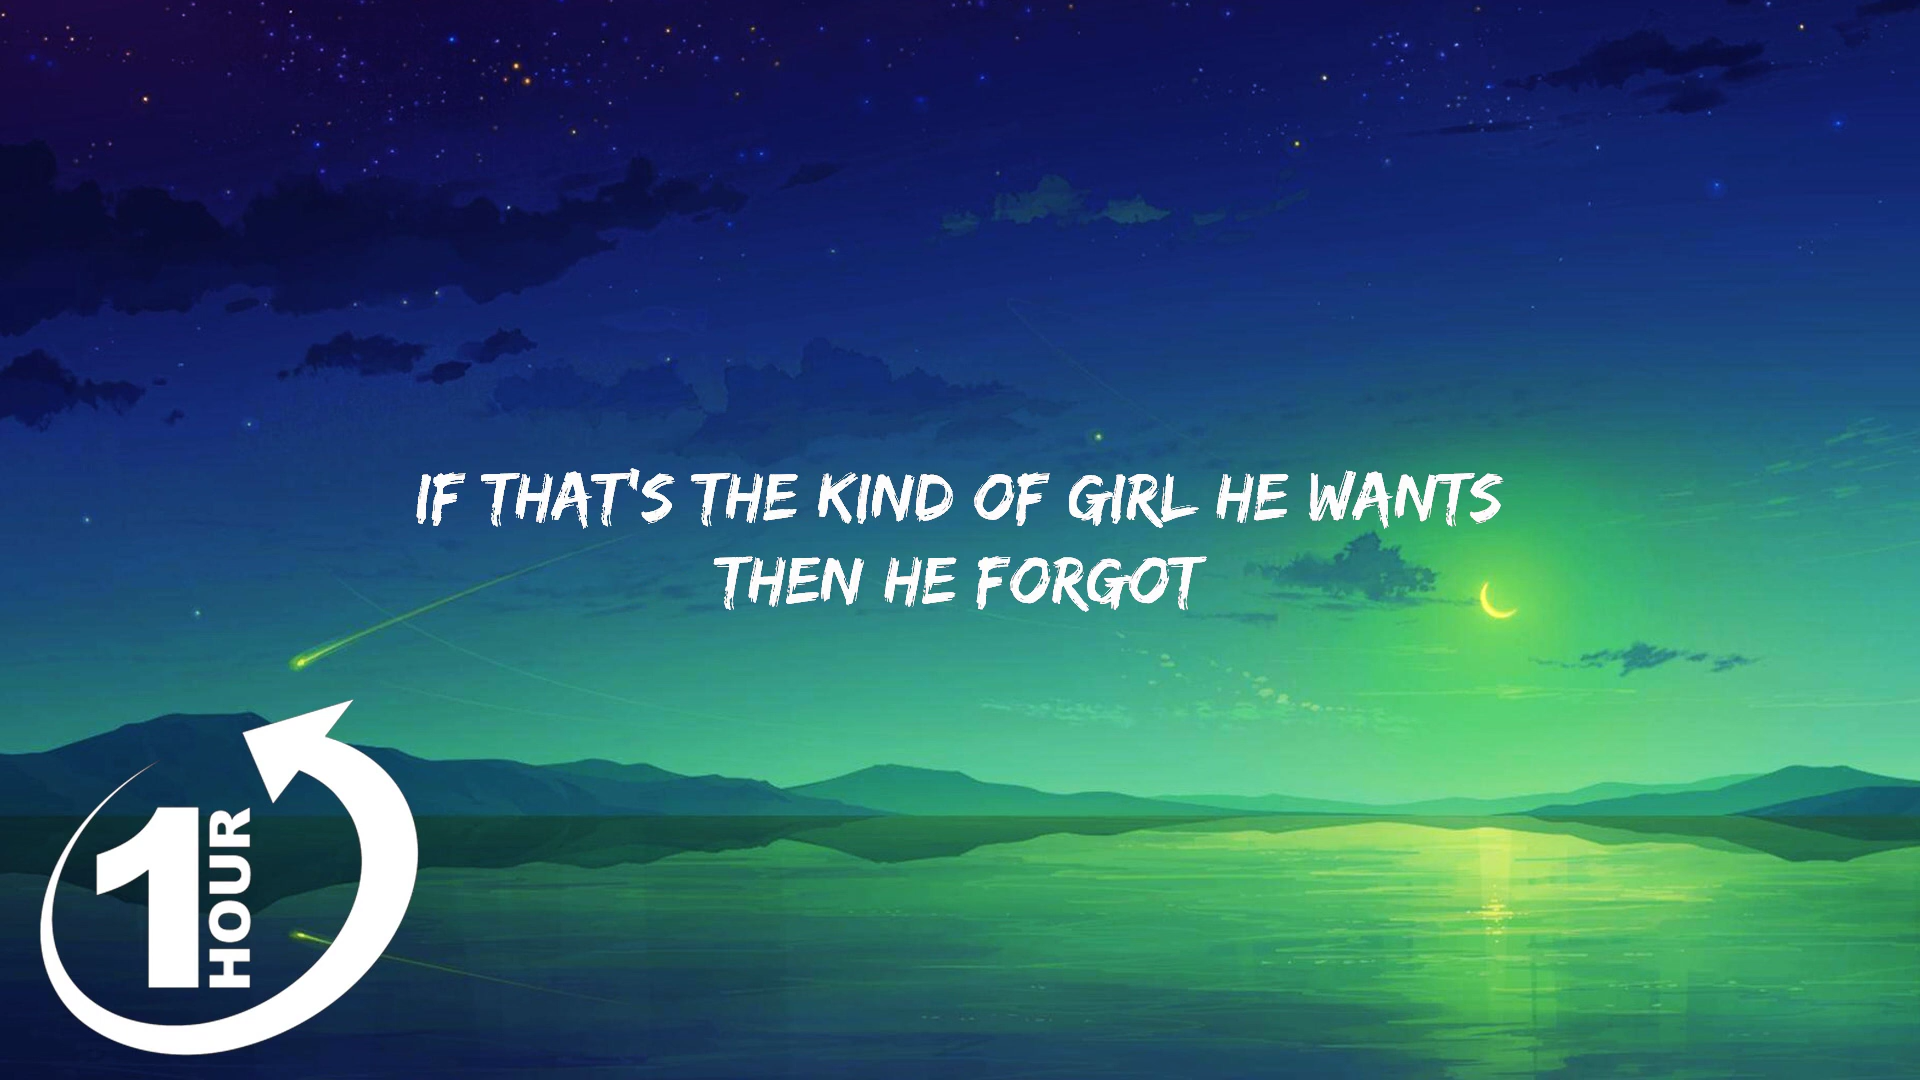 IF THAT'S THE KIND OF GIRL HE WANTS
THEN HE FORGOT
1
HOUR